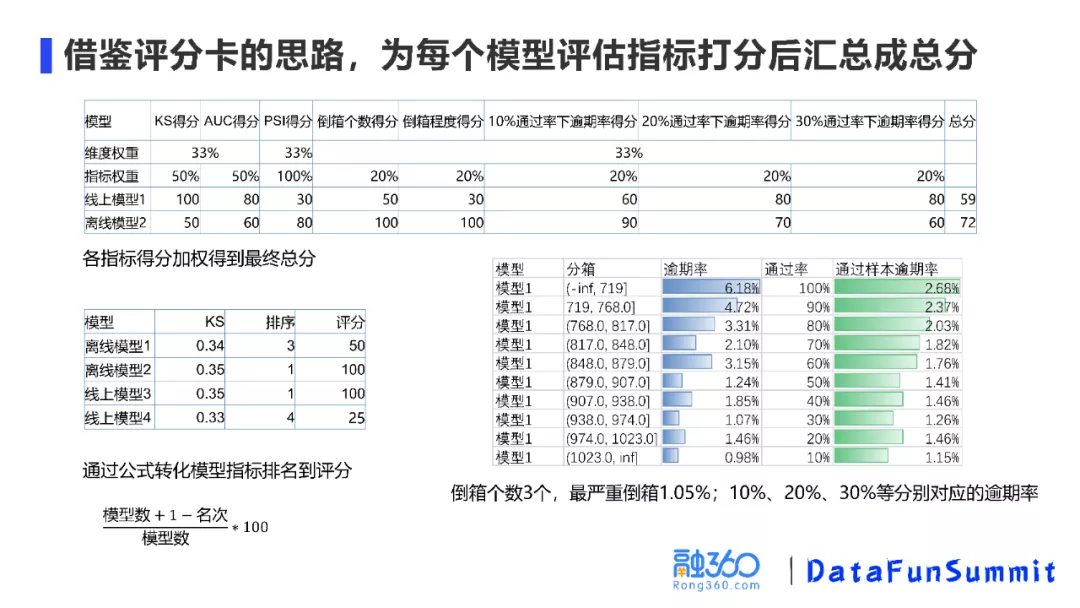 借鉴评分卡的思路，为每个模型评估指标打分后汇总成总分
模型 KS得分 AUC得分 PSI得分 倒箱个数得分 倒箱程度得分 10%通过率下逾期率得分 20%通过率下逾期率得分 30%通过率下逾期率得分 总分
维度权重 33% 33% 33%
指标权重 50% 50% 100% 20% 20% 20% 20% 20%
线上模型1 100 80 30 50 30 60 80 80 59
离线模型2 50 60 80 100 100 90 70 60 72
各指标得分加权得到最终总分
模型 KS 排序 评分
离线模型1 0.34 3 50
离线模型2 0.35 1 100
线上模型3 0.35 1 100
线上模型4 0.33 4 25
通过公式转化模型指标排名到评分
模型数 + 1 − 名次
模型数
* 100
模型 分箱 逾期率 通过率 通过样本逾期率
模型1 (-inf, 719] 6.18% 100% 2.68%
模型1 719, 768.0] 4.72% 90% 2.37%
模型1 (768.0, 817.0] 3.31% 80% 2.03%
模型1 (817.0, 848.0] 2.10% 70% 1.82%
模型1 (848.0, 879.0] 3.15% 60% 1.76%
模型1 (879.0, 907.0] 1.24% 50% 1.41%
模型1 (907.0, 938.0] 1.85% 40% 1.46%
模型1 (938.0, 974.0] 1.07% 30% 1.26%
模型1 (974.0, 1023.0] 1.46% 20% 1.46%
模型1 (1023.0, inf] 0.98% 10% 1.15%
倒箱个数3个，最严重倒箱1.05%；10%、20%、30%等分别对应的逾期率
融360
Rong360.com
DataFunSummit